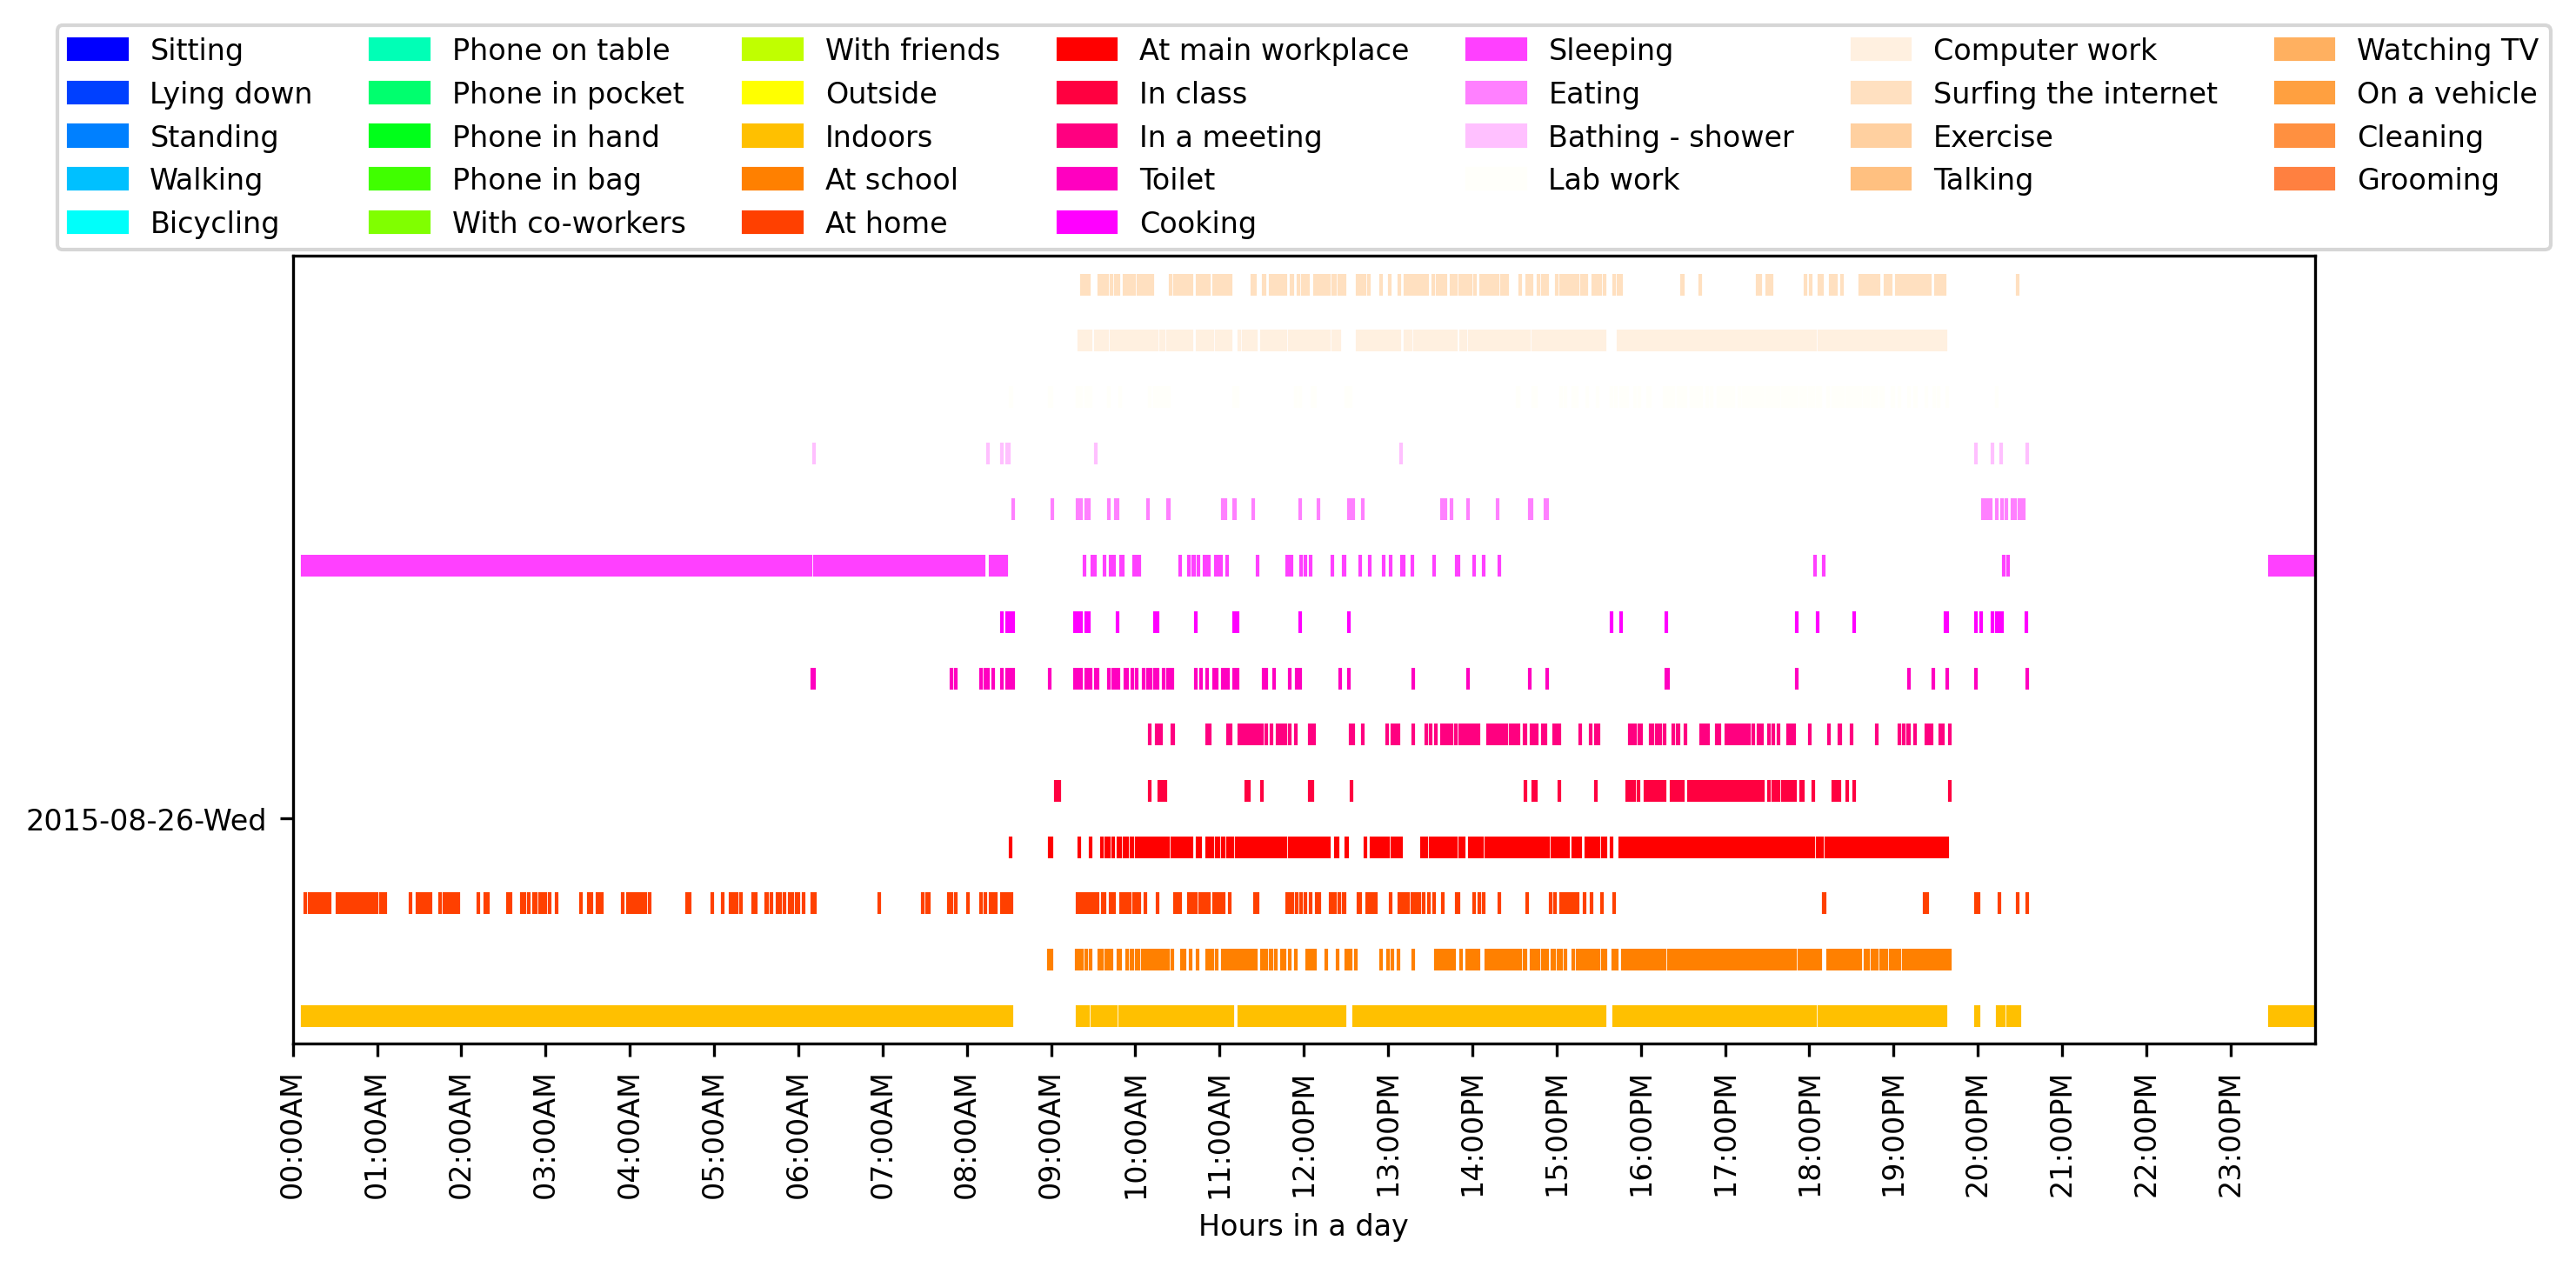 Sitting
Lying down
Standing
Walking
Bicycling
Phone on table
Phone in pocket
Phone in hand
Phone in bag
With co-workers
With friends
Outside
Indoors
At school
At home
At main workplace
In class
In a meeting
Toilet
Cooking
Sleeping
Eating
Bathing - shower
Lab work
Computer work
Surfing the internet
Exercise
Talking
Watching TV
On a vehicle
Cleaning
Grooming
2015-08-26-Wed
00:00AM
01:00AM
02:00AM
03:00AM
04:00AM
05:00AM
06:00AM
07:00AM
08:00AM
09:00AM
10:00AM
11:00AM
12:00PM
13:00PM
14:00PM
15:00PM
16:00PM
17:00PM
18:00PM
19:00PM
20:00PM
21:00PM
22:00PM
23:00PM
Hours in a day